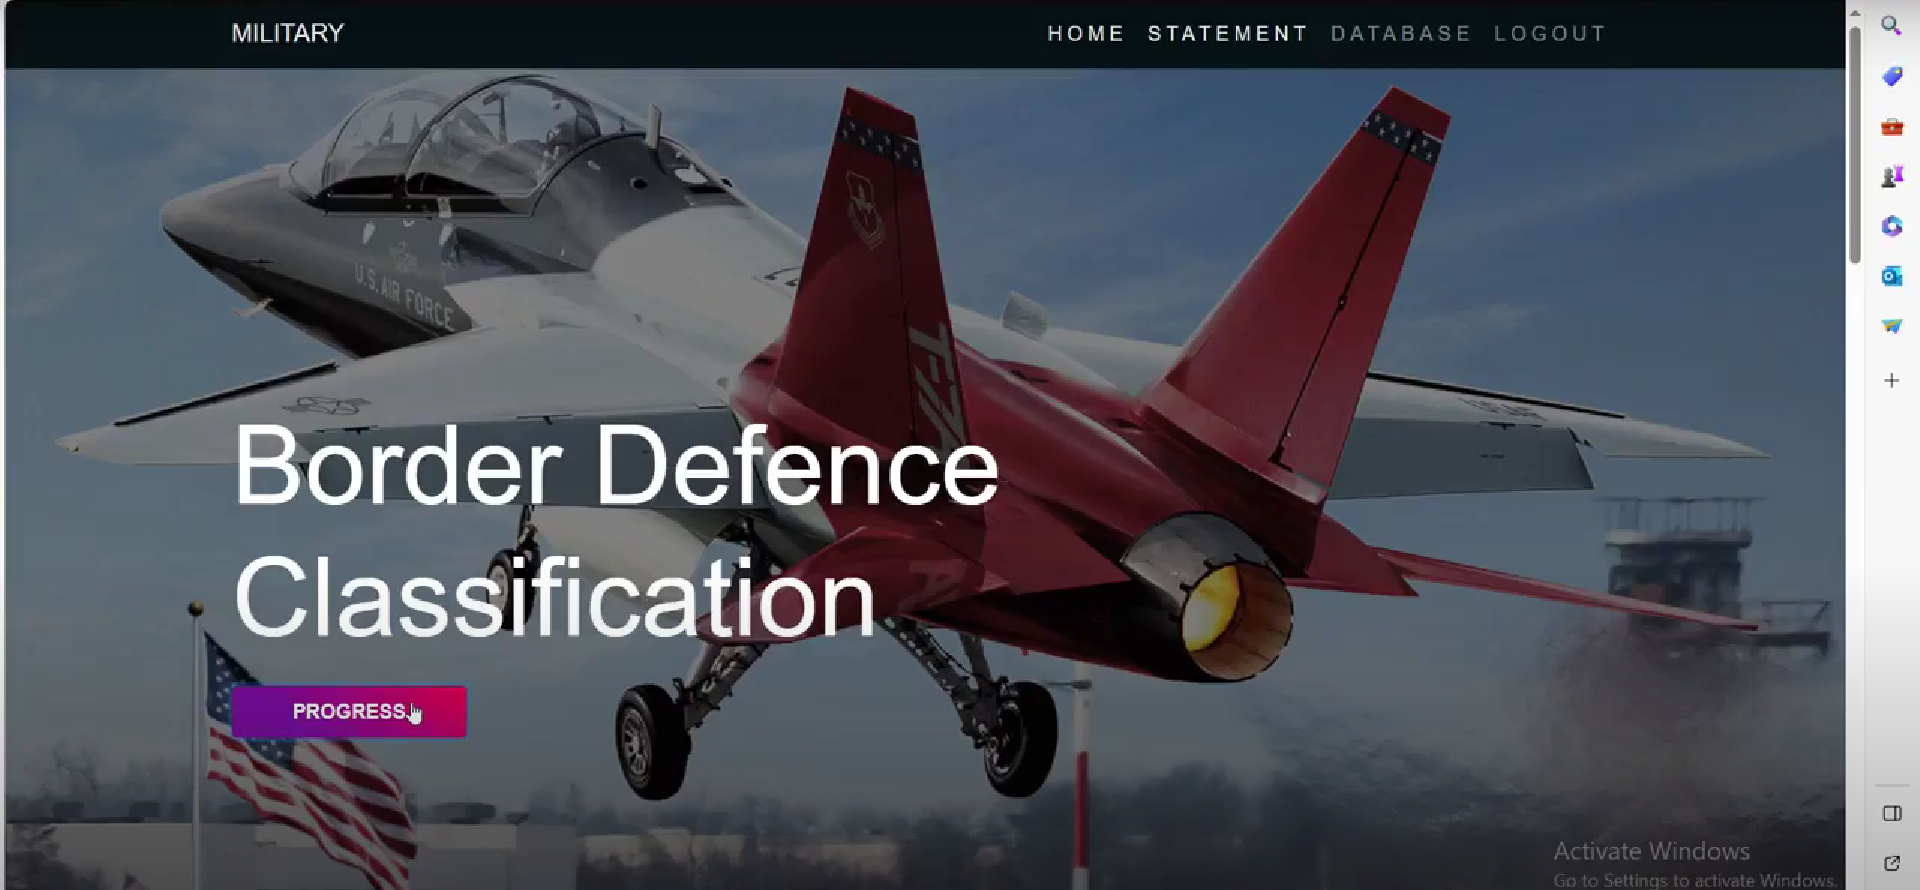 MILITARY
HOME STATEMENT DATABASE LOGOUT
U.S. AIR FORCE
T-7A
Border Defence
Classification
PROGRESS
Activate Windows
Go to Settings to activate Windows.